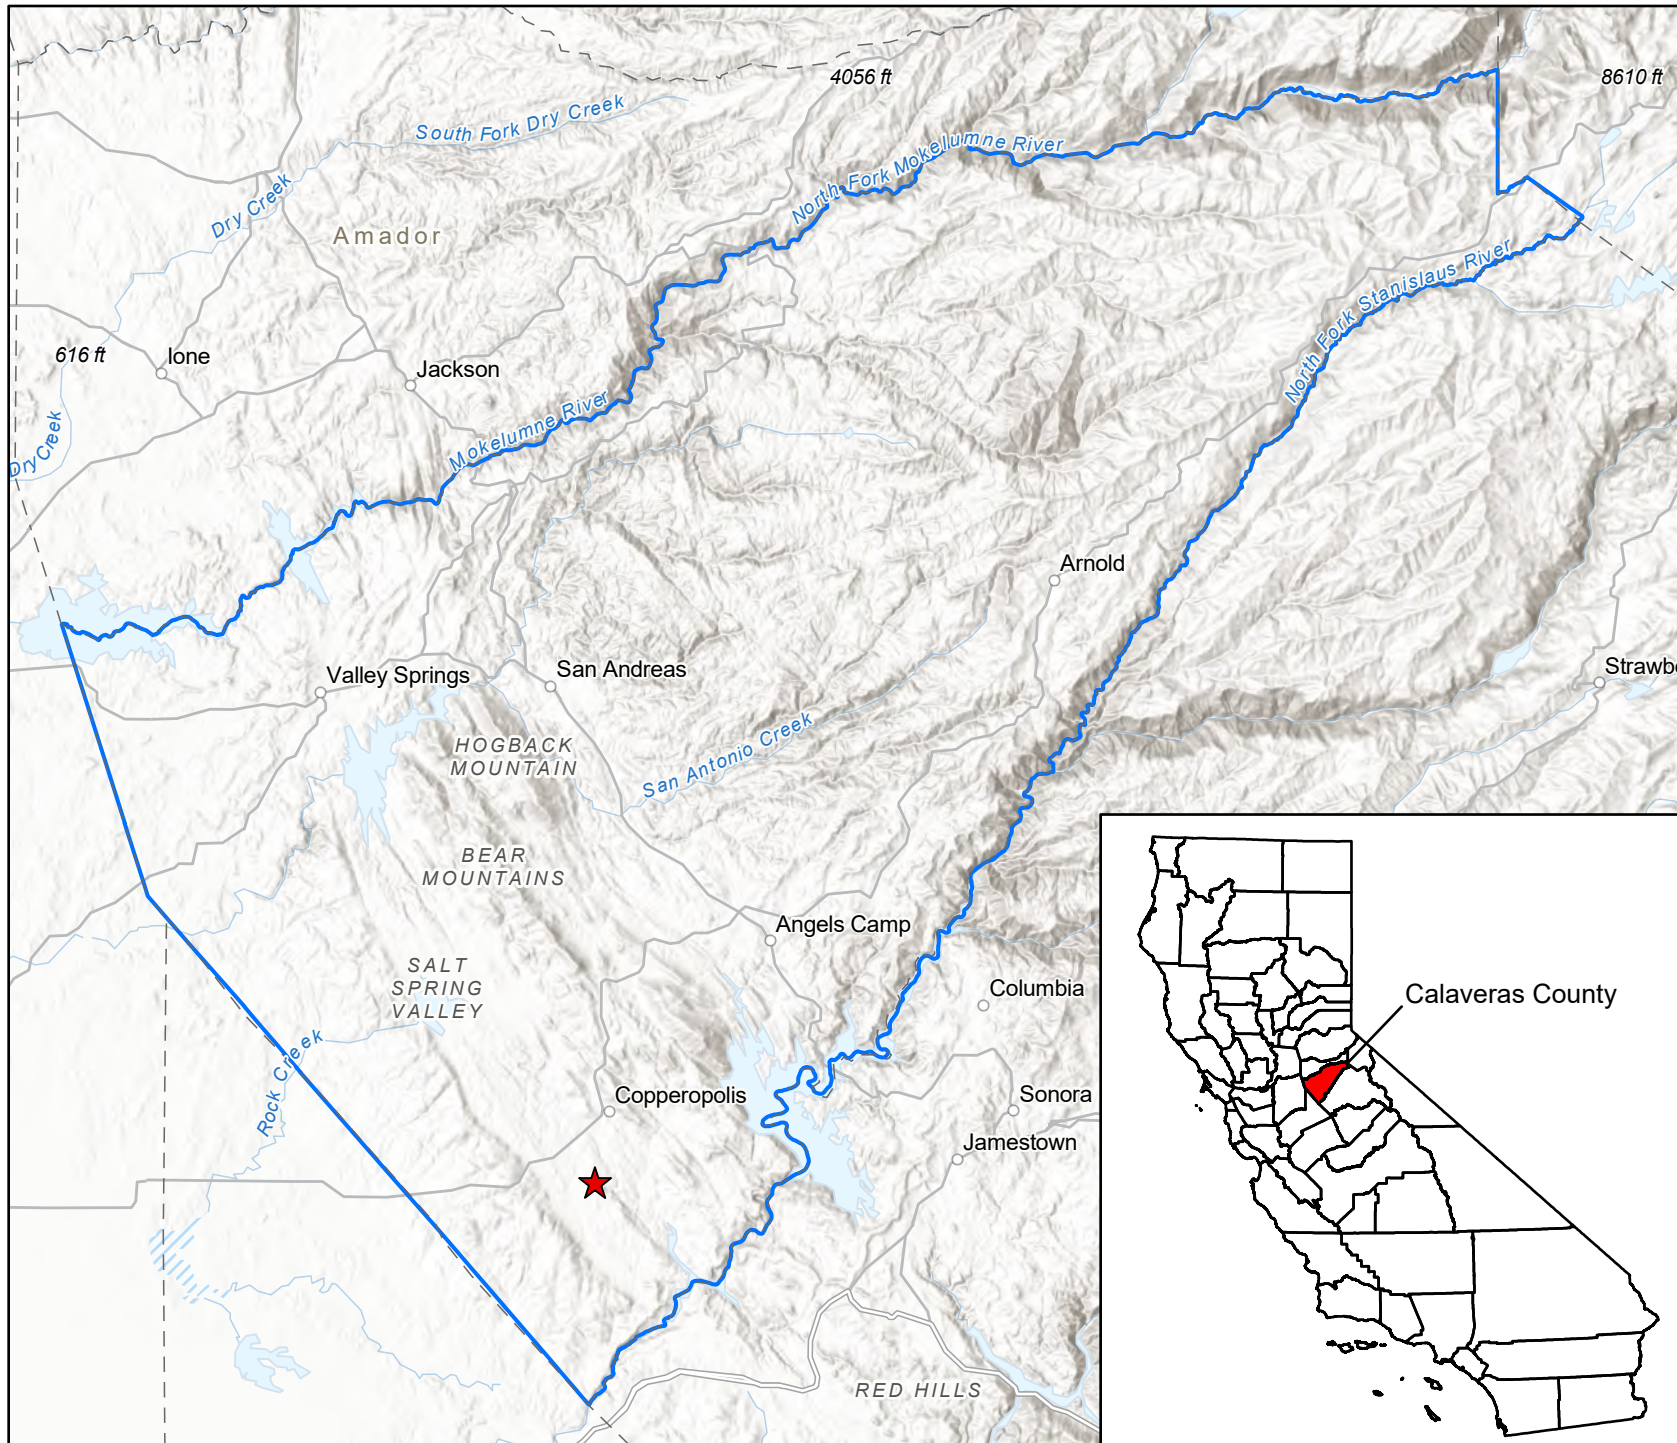 4056 ft
8610 ft
South Fork Dry Creek
North Fork Mokelumne River
Dry Creek
Amador
North Fork Stanislaus River
616 ft
Ione
Jackson
Mokelumne River
Dry Creek
Arnold
Valley Springs
San Andreas
Strawbe
HOGBACK
MOUNTAIN
San Antonio Creek
BEAR
MOUNTAINS
Angels Camp
SALT
SPRING
VALLEY
Columbia
Calaveras County
Rock Creek
Copperopolis
Sonora
Jamestown
RED HILLS